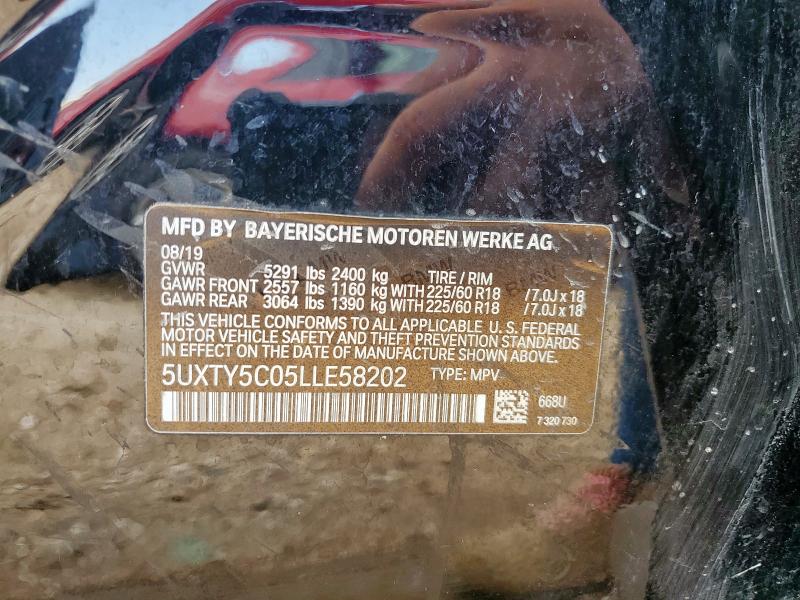 MFD BY BAYERISCHE MOTOREN WERKE AG
08/19
GVWR 5291 lbs 2400 kg TIRE / RIM
GAWR FRONT 2557 lbs 1160 kg WITH 225/60 R18 /7.0J x 18
GAWR REAR 3064 lbs 1390 kg WITH 225/60 R18 /7.0J x 18
THIS VEHICLE CONFORMS TO ALL APPLICABLE U. S. FEDERAL
MOTOR VEHICLE SAFETY AND THEFT PREVENTION STANDARDS
IN EFFECT ON THE DATE OF MANUFACTURE SHOWN ABOVE.
5UXTY5C05LLE58202 TYPE: MPV
668U
7 320 730